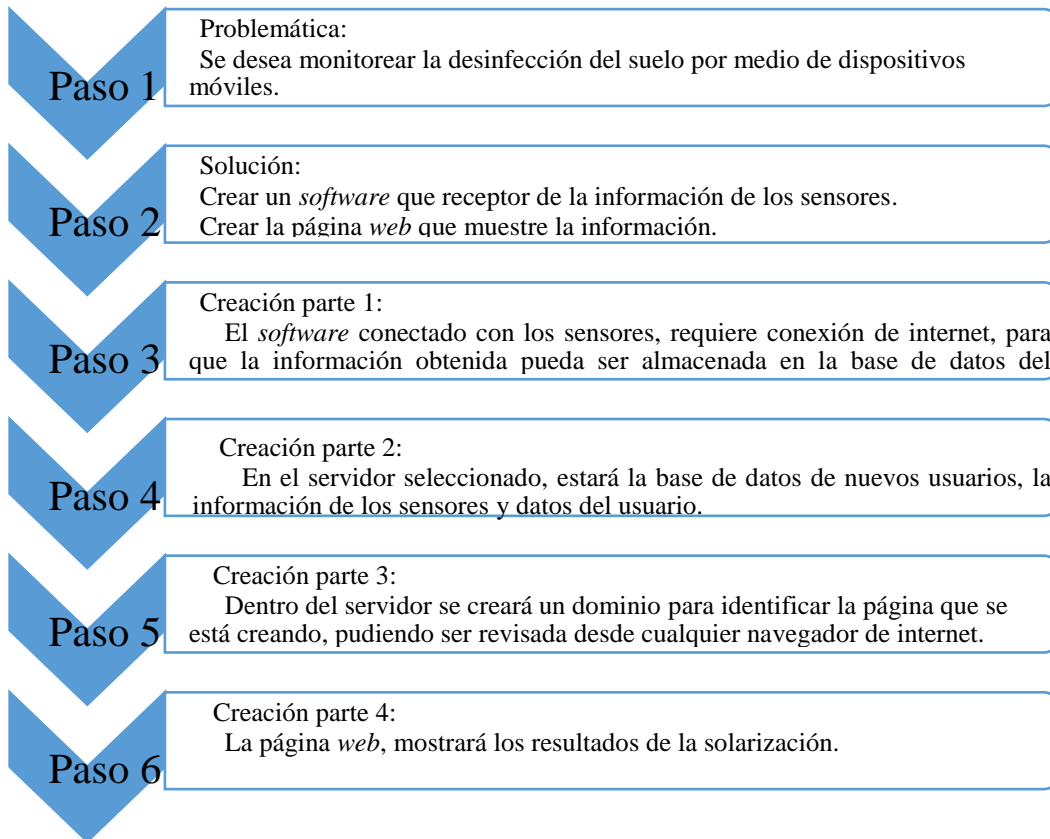 Paso 1
Problemática:
Se desea monitorear la desinfección del suelo por medio de dispositivos
móviles.
Paso 2
Solución:
Crear un software que receptor de la información de los sensores.
Crear la página web que muestre la información.
Paso 3
Creación parte 1:
El software conectado con los sensores, requiere conexión de internet, para
que la información obtenida pueda ser almacenada en la base de datos del
Paso 4
Creación parte 2:
En el servidor seleccionado, estará la base de datos de nuevos usuarios, la
información de los sensores y datos del usuario.
Paso 5
Creación parte 3:
Dentro del servidor se creará un dominio para identificar la página que se
está creando, pudiendo ser revisada desde cualquier navegador de internet.
Paso 6
Creación parte 4:
La página web, mostrará los resultados de la solarización.